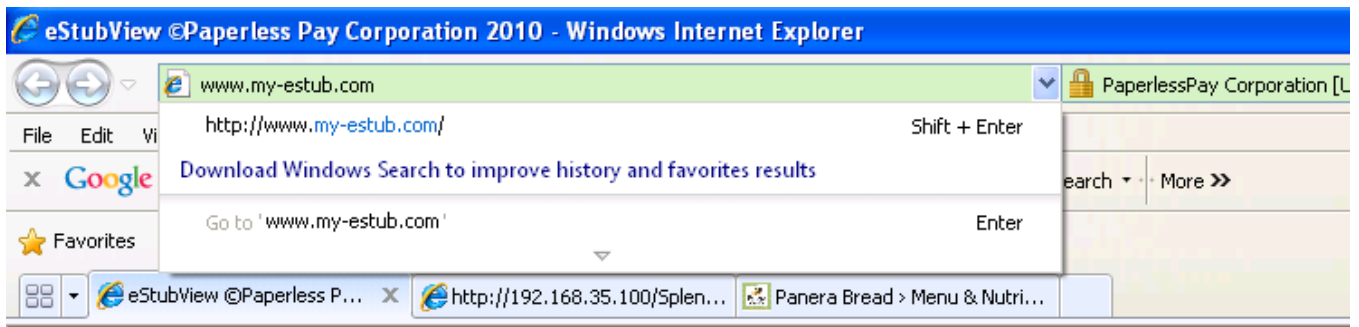 eStubView ©Paperless Pay Corporation 2010 - Windows Internet Explorer
www.my-estub.com PaperlessPay Corporation [U
http://www.my-estub.com/ Shift + Enter
File Edit Vi
Download Windows Search to improve history and favorites results
Google earch More >>
Go to 'www.my-estub.com' Enter
Favorites
eStubView ©Paperless P... X http://192.168.35.100/Splen... Panera Bread > Menu & Nutri...